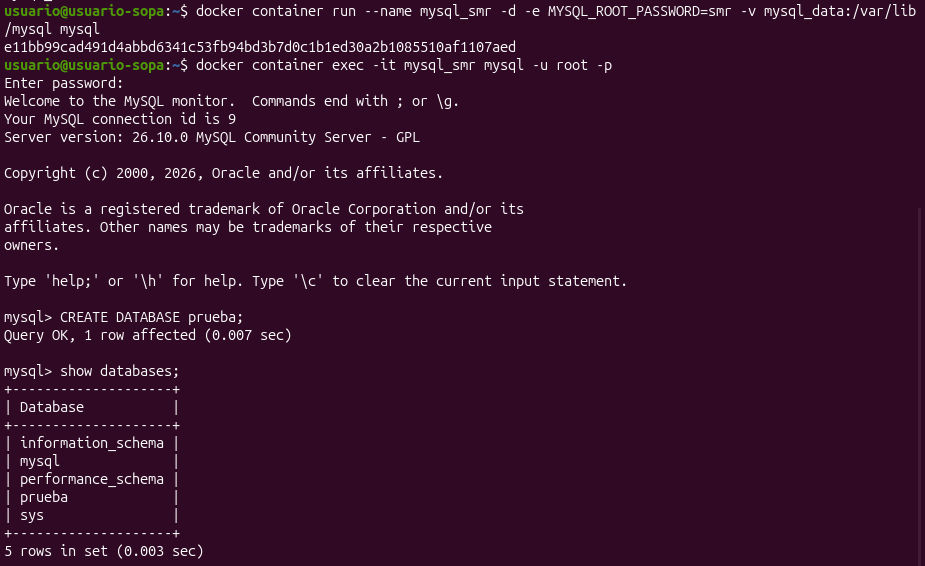 usuario@usuario-sopa:~$ docker container run --name mysql_smr -d -e MYSQL_ROOT_PASSWORD=smr -v mysql_data:/var/lib
/mysql mysql
e11bb99cad491d4abbd6341c53fb94bd3b7d0c1b1ed30a2b1085510af1107aed
usuario@usuario-sopa:~$ docker container exec -it mysql_smr mysql -u root -p
Enter password:
Welcome to the MySQL monitor.  Commands end with ; or \g.
Your MySQL connection id is 9
Server version: 26.10.0 MySQL Community Server - GPL

Copyright (c) 2000, 2026, Oracle and/or its affiliates.

Oracle is a registered trademark of Oracle Corporation and/or its
affiliates. Other names may be trademarks of their respective
owners.

Type 'help;' or '\h' for help. Type '\c' to clear the current input statement.

mysql> CREATE DATABASE prueba;
Query OK, 1 row affected (0.007 sec)

mysql> show databases;
+--------------------+
| Database           |
+--------------------+
| information_schema |
| mysql              |
| performance_schema |
| prueba             |
| sys                |
+--------------------+
5 rows in set (0.003 sec)